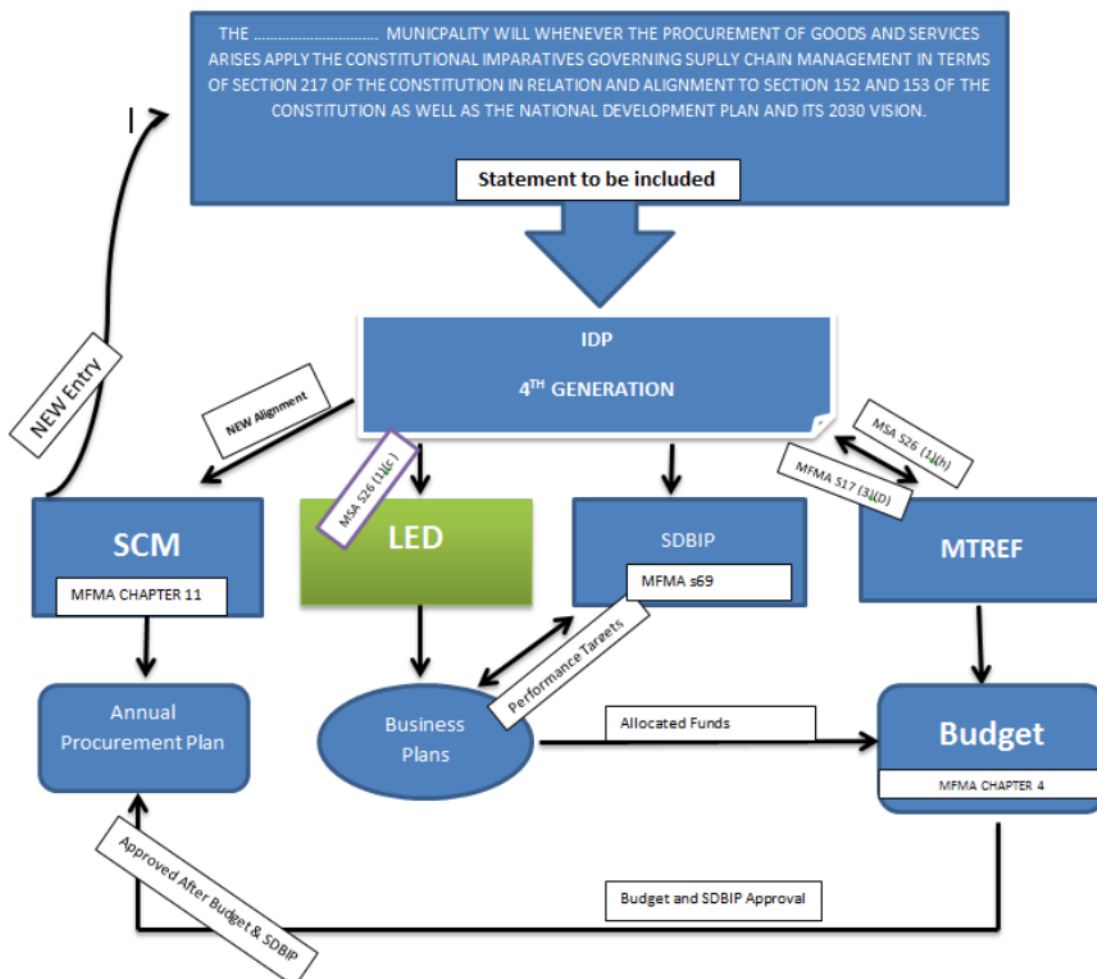 THE ................................ MUNICPALITY WILL WHENEVER THE PROCUREMENT OF GOODS AND SERVICES
ARISES APPLY THE CONSTITUTIONAL IMPARATIVES GOVERNING SUPLLY CHAIN MANAGEMENT IN TERMS
OF SECTION 217 OF THE CONSTITUTION IN RELATION AND ALIGNMENT TO SECTION 152 AND 153 OF THE
CONSTITUTION AS WELL AS THE NATIONAL DEVELOPMENT PLAN AND ITS 2030 VISION.
Statement to be included
IDP
4TH GENERATION
NEW Entry
NEW Alignment
MSA S26 (1)(c )
MSA S26 (1)(h)
MFMA S17 (3)(D)
SCM
MFMA CHAPTER 11
LED
SDBIP
MFMA s69
MTREF
Performance Targets
Annual
Procurement Plan
Business
Plans
Allocated Funds
Budget
MFMA CHAPTER 4
Approved After Budget & SDBIP
Budget and SDBIP Approval